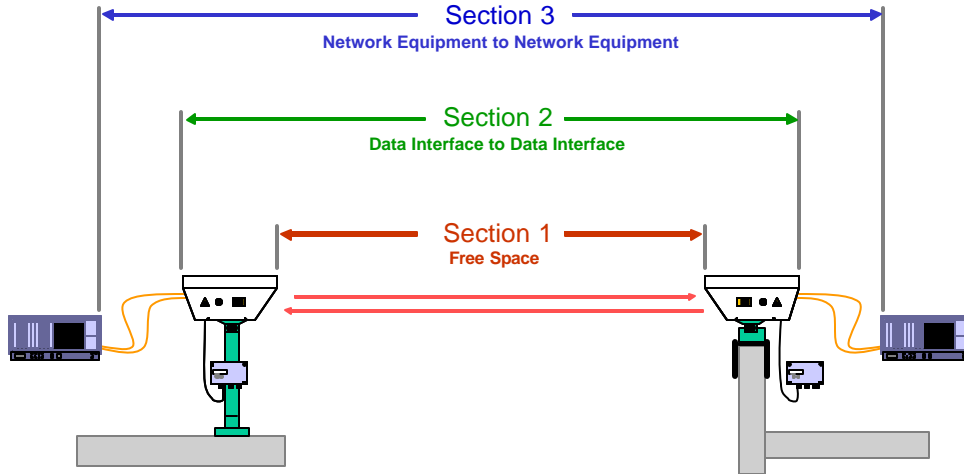 Section 3
Network Equipment to Network Equipment
Section 2
Data Interface to Data Interface
Section 1
Free Space